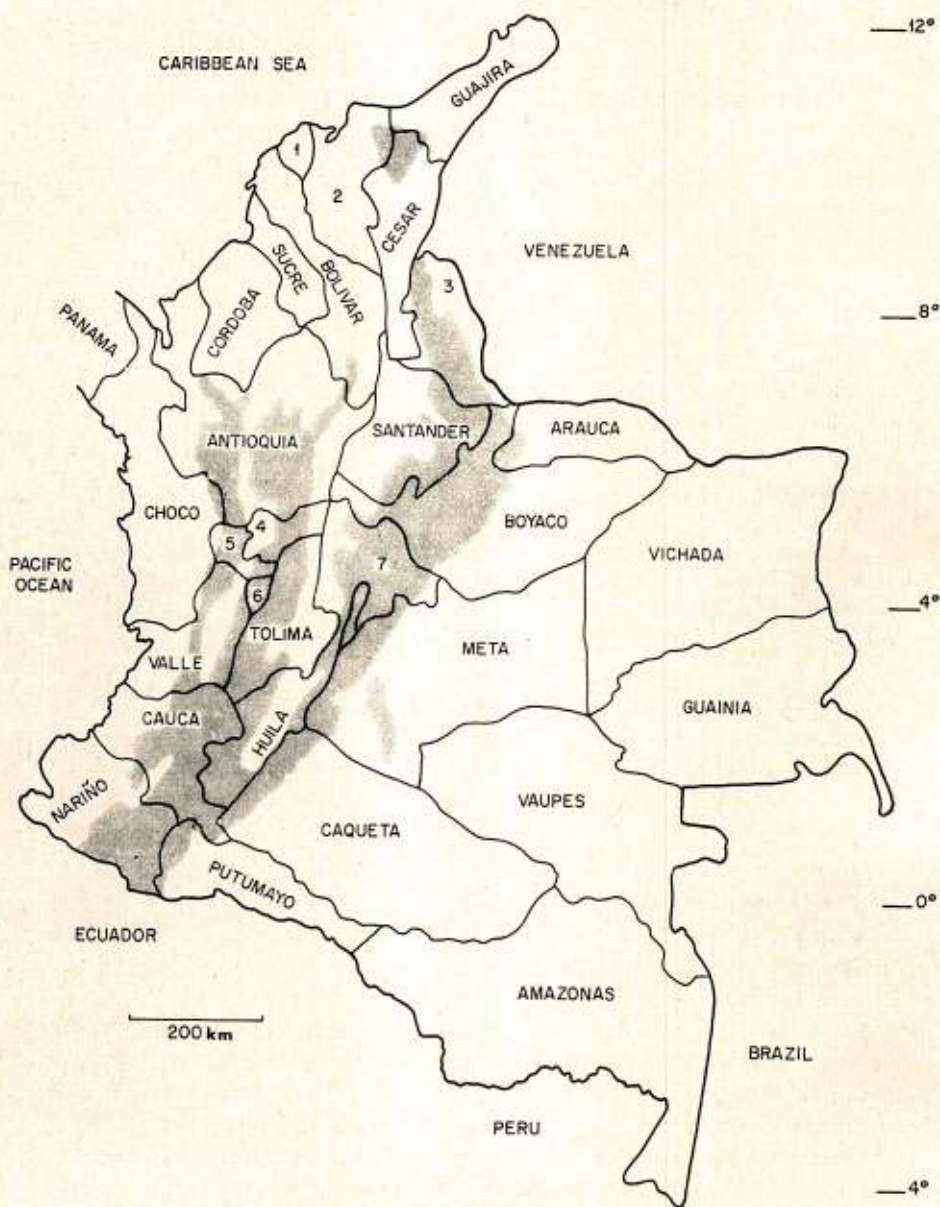 12°
CARIBBEAN SEA
GUAJIRA
1
2
CESAR
VENEZUELA
SUCRE
BOLIVAR
3
CORDOBA
8°
PANAMA
ANTIOQUIA
SANTANDER
ARAUCA
CHOCO
4
BOYACO
5
VICHADA
PACIFIC
OCEAN
7
6
4°
TOLIMA
META
VALLE
GUAINIA
CAUCA
HUILA
NARIÑO
VAUPES
CAQUETA
PUTUMAYO
0°
ECUADOR
AMAZONAS
200 km
BRAZIL
PERU
4°